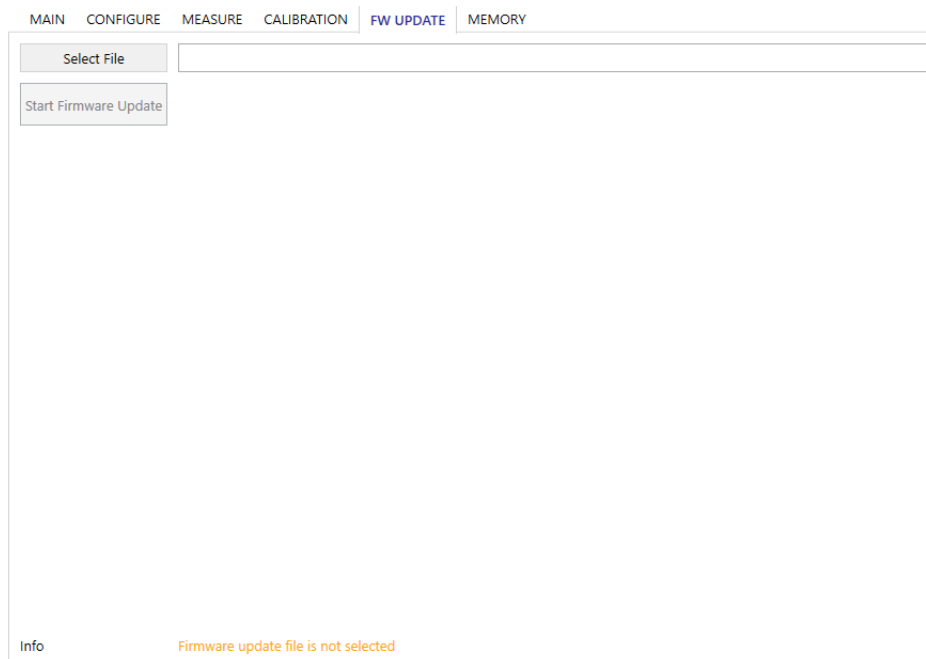 MAIN CONFIGURE MEASURE CALIBRATION FW UPDATE MEMORY
Select File
Start Firmware Update
Info Firmware update file is not selected